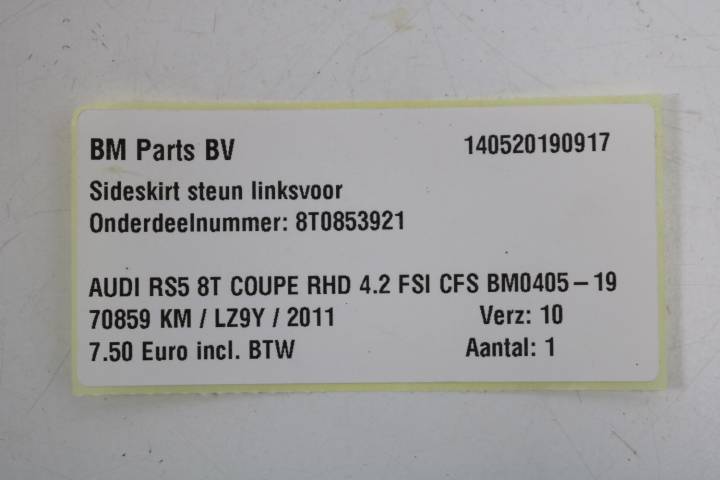 BM Parts BV 140520190917
Sideskirt steun linksvoor
Onderdeelnummer: 8T0853921
AUDI RS5 8T COUPE RHD 4.2 FSI CFS BM0405–19
70859 KM / LZ9Y / 2011 Verz: 10
7.50 Euro incl. BTW Aantal: 1